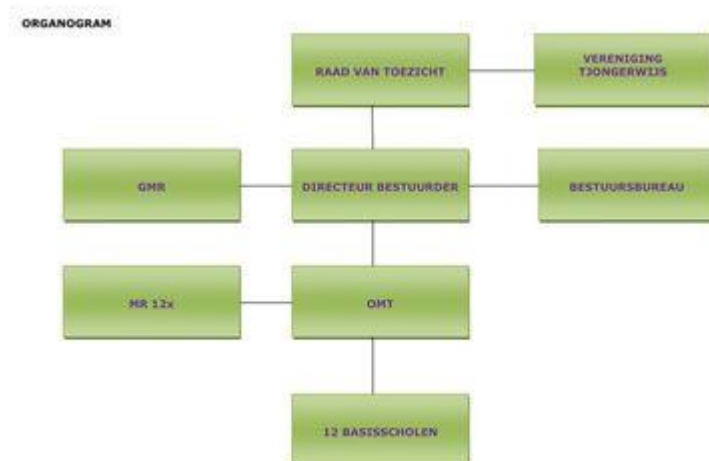 ORGANOGRAM
RAAD VAN TOEZICHT
VERENIGING
TJONGERWIJS
GMR
DIRECTEUR BESTUURDER
BESTUURSBUREAU
MR 12x
OMT
12 BASISSCHOLEN